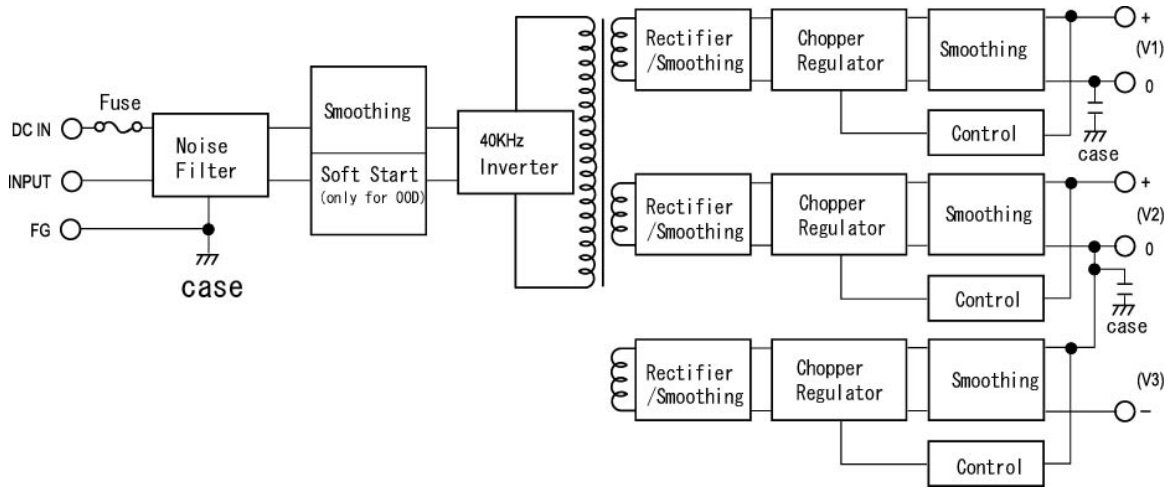 DC IN
Fuse
INPUT
FG
Noise
Filter
case
Smoothing
Soft Start
(only for OOD)
40KHz
Inverter
Rectifier
/Smoothing
Chopper
Regulator
Smoothing
Control
+
(V1)
0
case
Rectifier
/Smoothing
Chopper
Regulator
Smoothing
Control
+
(V2)
0
case
Rectifier
/Smoothing
Chopper
Regulator
Smoothing
Control
(V3)
−